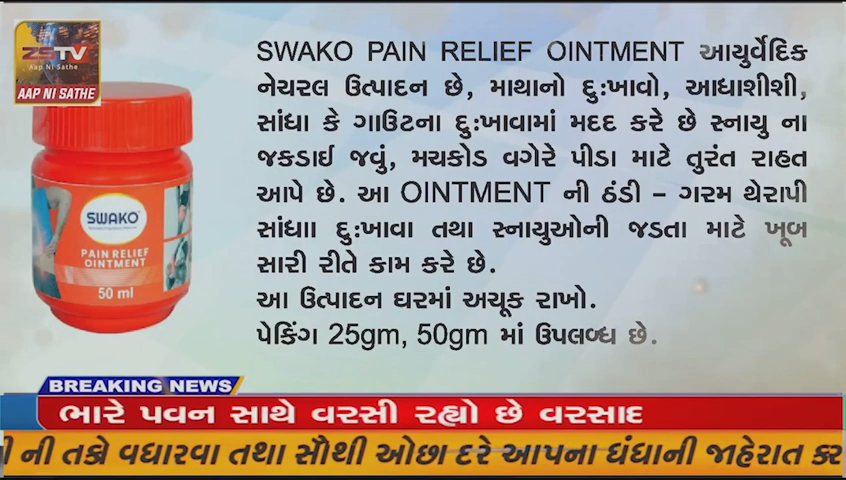 ZSTV
Aap Ni Sathe
AAP NI SATHE
SWAKO PAIN RELIEF OINTMENT આયુર્વેદિક
નેચરલ ઉત્પાદન છે, માથાનો દુઃખાવો, આધાશીશી,
સાંધા કે ગાઉટના દુઃખાવામાં મદદ કરે છે સ્નાયુ ના
જકડાઈ જવું, મચકોડ વગેરે પીડા માટે તુરંત રાહત
આપે છે. આ OINTMENT ની ઠંડી – ગરમ થેરાપી
સાંધાા દુઃખાવા તથા સ્નાયુઓની જડતા માટે ખૂબ
સારી રીતે કામ કરે છે.
આ ઉત્પાદન ઘરમાં અચૂક રાખો.
પેકિંગ 25gm, 50gm માં ઉપલબ્ધ છે.
SWAKO
PAIN RELIEF
OINTMENT
50 ml
BREAKING NEWS
ભારે પવન સાથે વરસી રહ્યો છે વરસાદ
ની તકો વધારવા તથા સૌથી ઓછા દરે આપના ધંધાની જાહેરાત કર